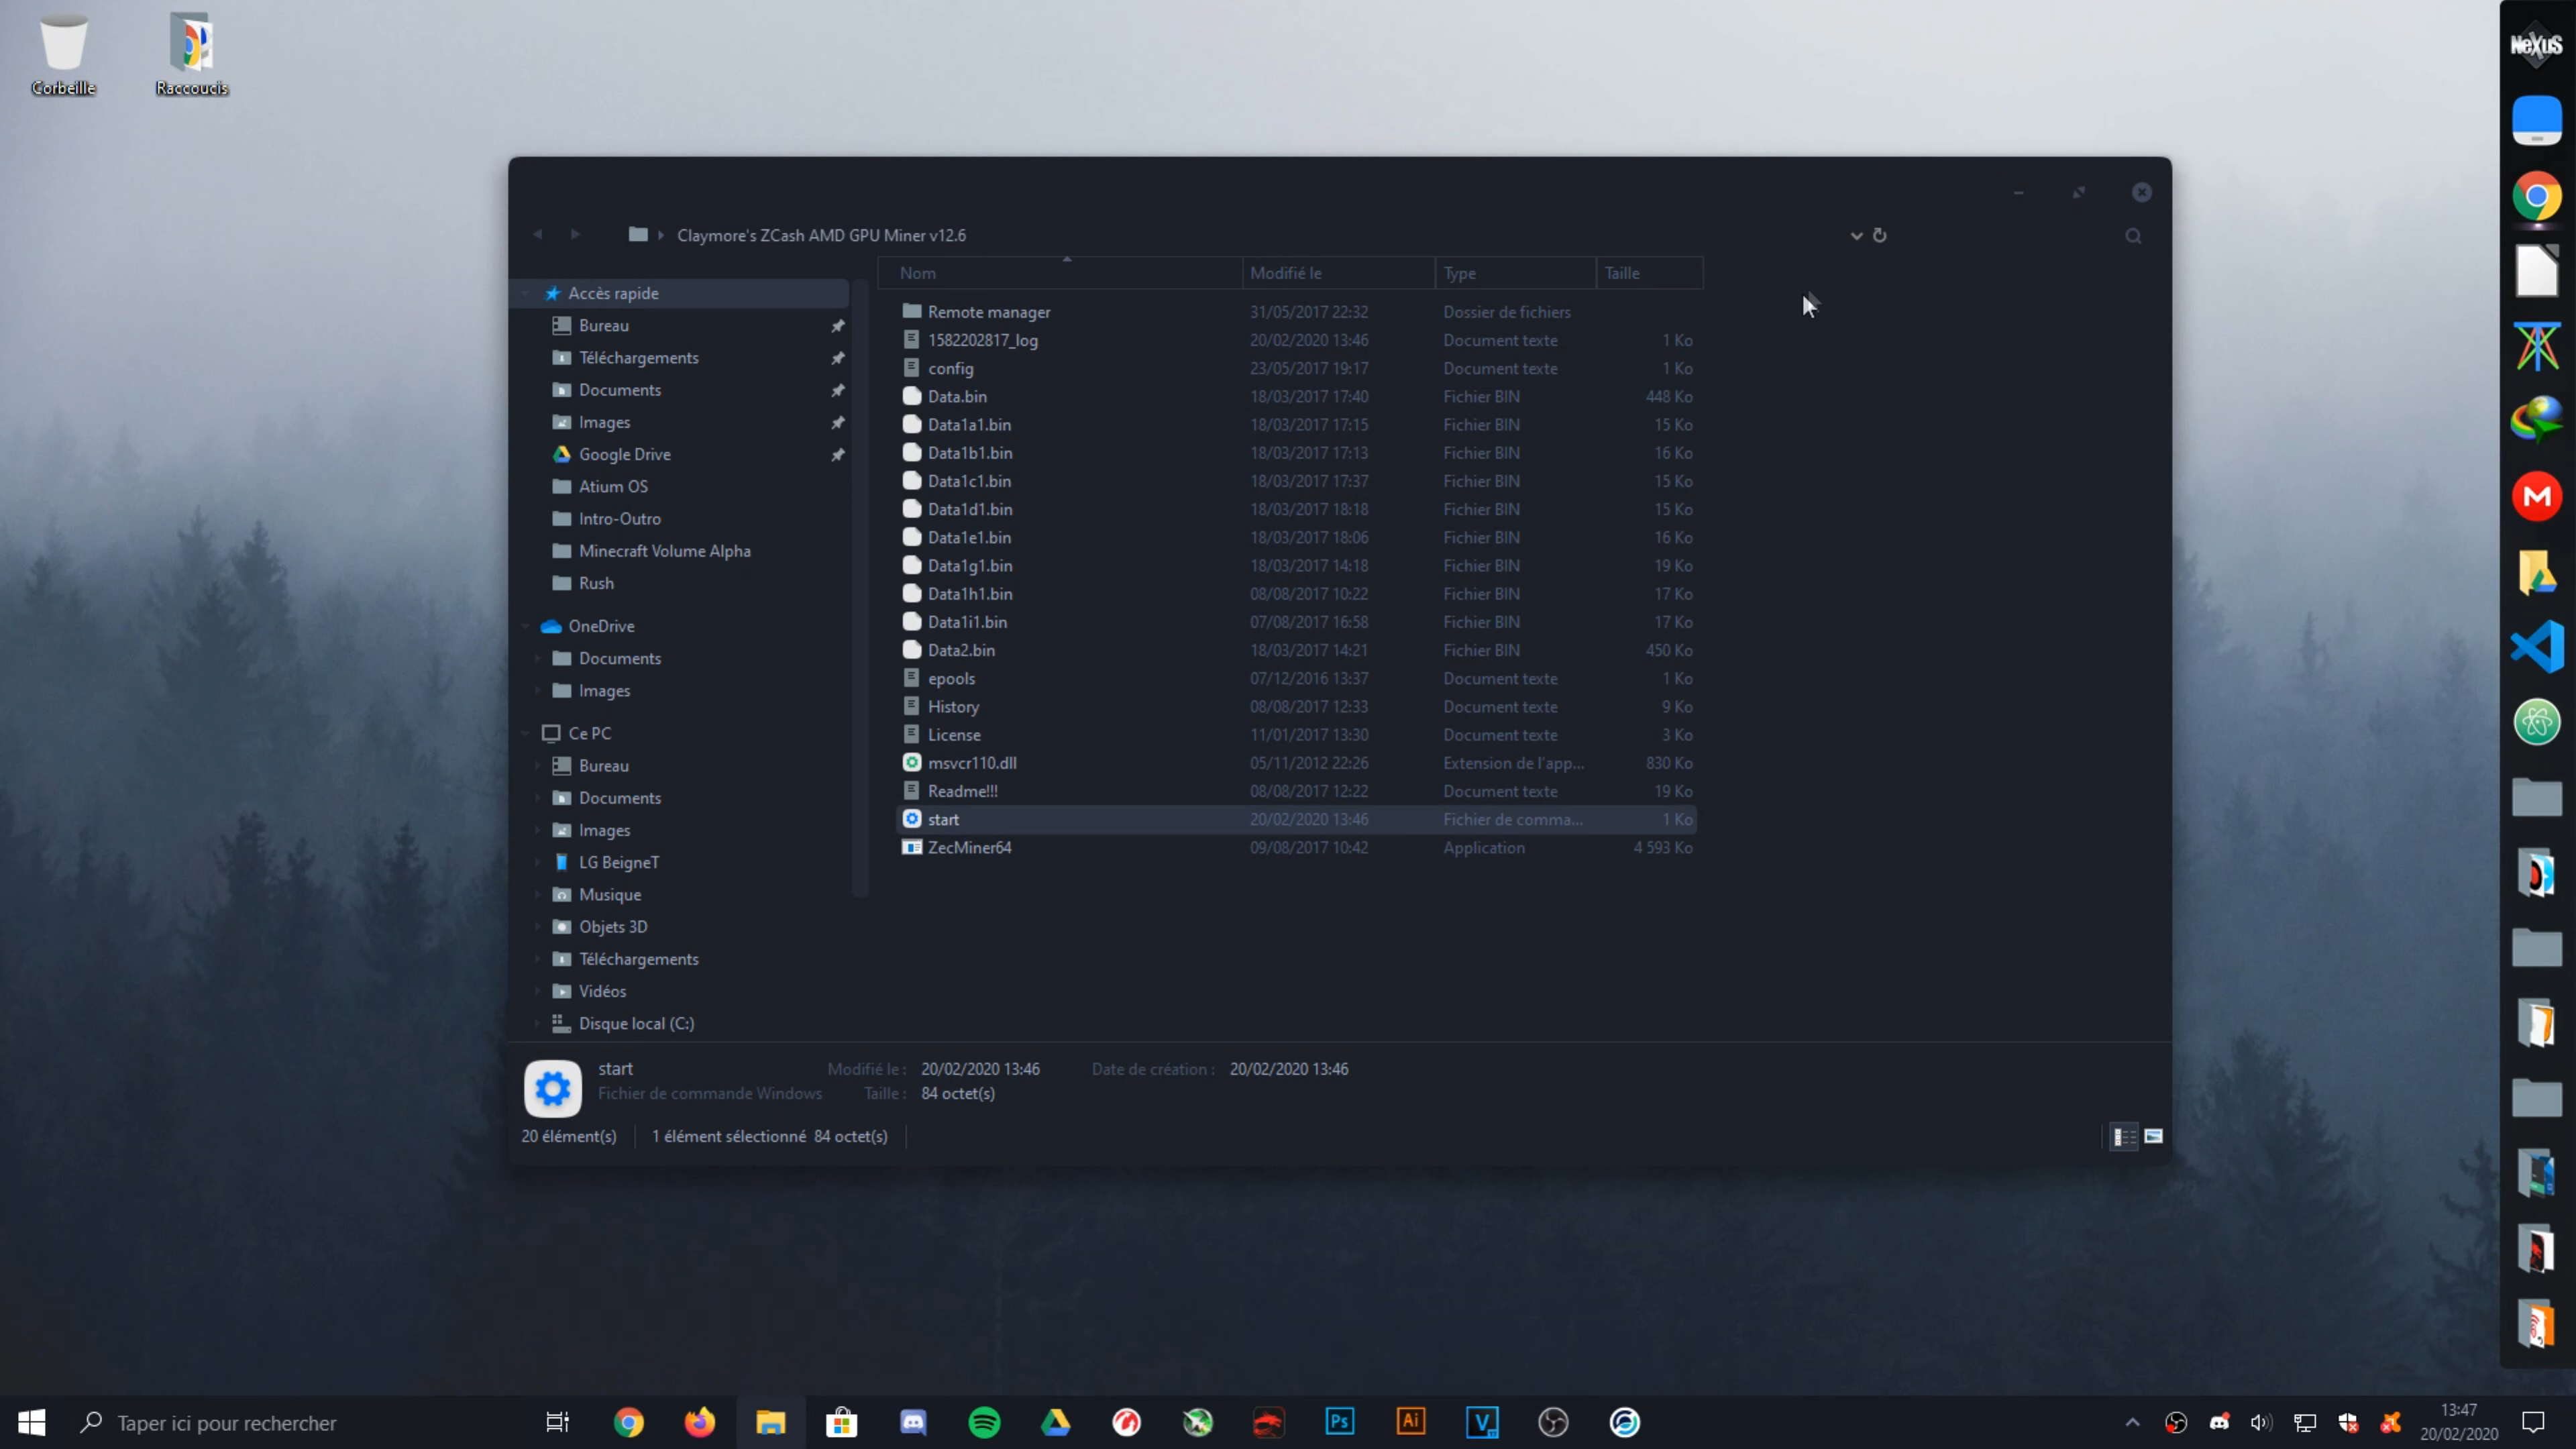 Corbeille
Raccoucis
NeXuS
Claymore's ZCash AMD GPU Miner v12.6
Accès rapide
Bureau
Téléchargements
Documents
Images
Google Drive
Atium OS
Intro-Outro
Minecraft Volume Alpha
Rush
OneDrive
Documents
Images
Ce PC
Bureau
Documents
Images
LG BeigneT
Musique
Objets 3D
Téléchargements
Vidéos
Disque local (C:)
Nom Modifié le Type Taille
Remote manager 31/05/2017 22:32 Dossier de fichiers
1582202817_log 20/02/2020 13:46 Document texte 1 Ko
config 23/05/2017 19:17 Document texte 1 Ko
Data.bin 18/03/2017 17:40 Fichier BIN 448 Ko
Data1a1.bin 18/03/2017 17:15 Fichier BIN 15 Ko
Data1b1.bin 18/03/2017 17:13 Fichier BIN 16 Ko
Data1c1.bin 18/03/2017 17:37 Fichier BIN 15 Ko
Data1d1.bin 18/03/2017 18:18 Fichier BIN 15 Ko
Data1e1.bin 18/03/2017 18:06 Fichier BIN 16 Ko
Data1g1.bin 18/03/2017 14:18 Fichier BIN 19 Ko
Data1h1.bin 08/08/2017 10:22 Fichier BIN 17 Ko
Data1i1.bin 07/08/2017 16:58 Fichier BIN 17 Ko
Data2.bin 18/03/2017 14:21 Fichier BIN 450 Ko
epools 07/12/2016 13:37 Document texte 1 Ko
History 08/08/2017 12:33 Document texte 9 Ko
License 11/01/2017 13:30 Document texte 3 Ko
msvcr110.dll 05/11/2012 22:26 Extension de l'app... 830 Ko
Readme!!! 08/08/2017 12:22 Document texte 19 Ko
start 20/02/2020 13:46 Fichier de comma... 1 Ko
ZecMiner64 09/08/2017 10:42 Application 4 593 Ko
start Modifié le : 20/02/2020 13:46 Date de création : 20/02/2020 13:46
Fichier de commande Windows Taille : 84 octet(s)
20 élément(s) 1 élément sélectionné 84 octet(s)
Taper ici pour rechercher
Ps
Ai
V
17
13:47
20/02/2020